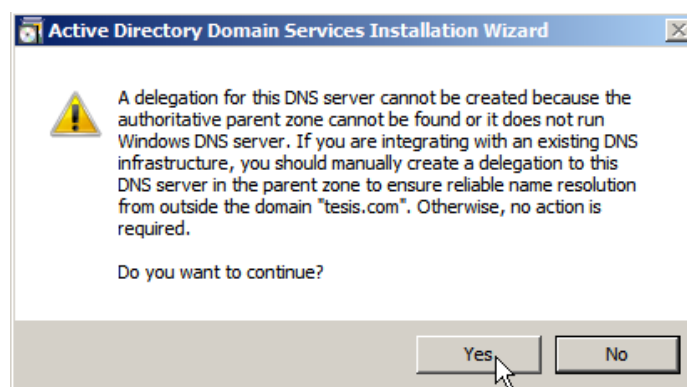 Active Directory Domain Services Installation Wizard
A delegation for this DNS server cannot be created because the
authoritative parent zone cannot be found or it does not run
Windows DNS server. If you are integrating with an existing DNS
infrastructure, you should manually create a delegation to this
DNS server in the parent zone to ensure reliable name resolution
from outside the domain "tesis.com". Otherwise, no action is
required.
Do you want to continue?
Yes No